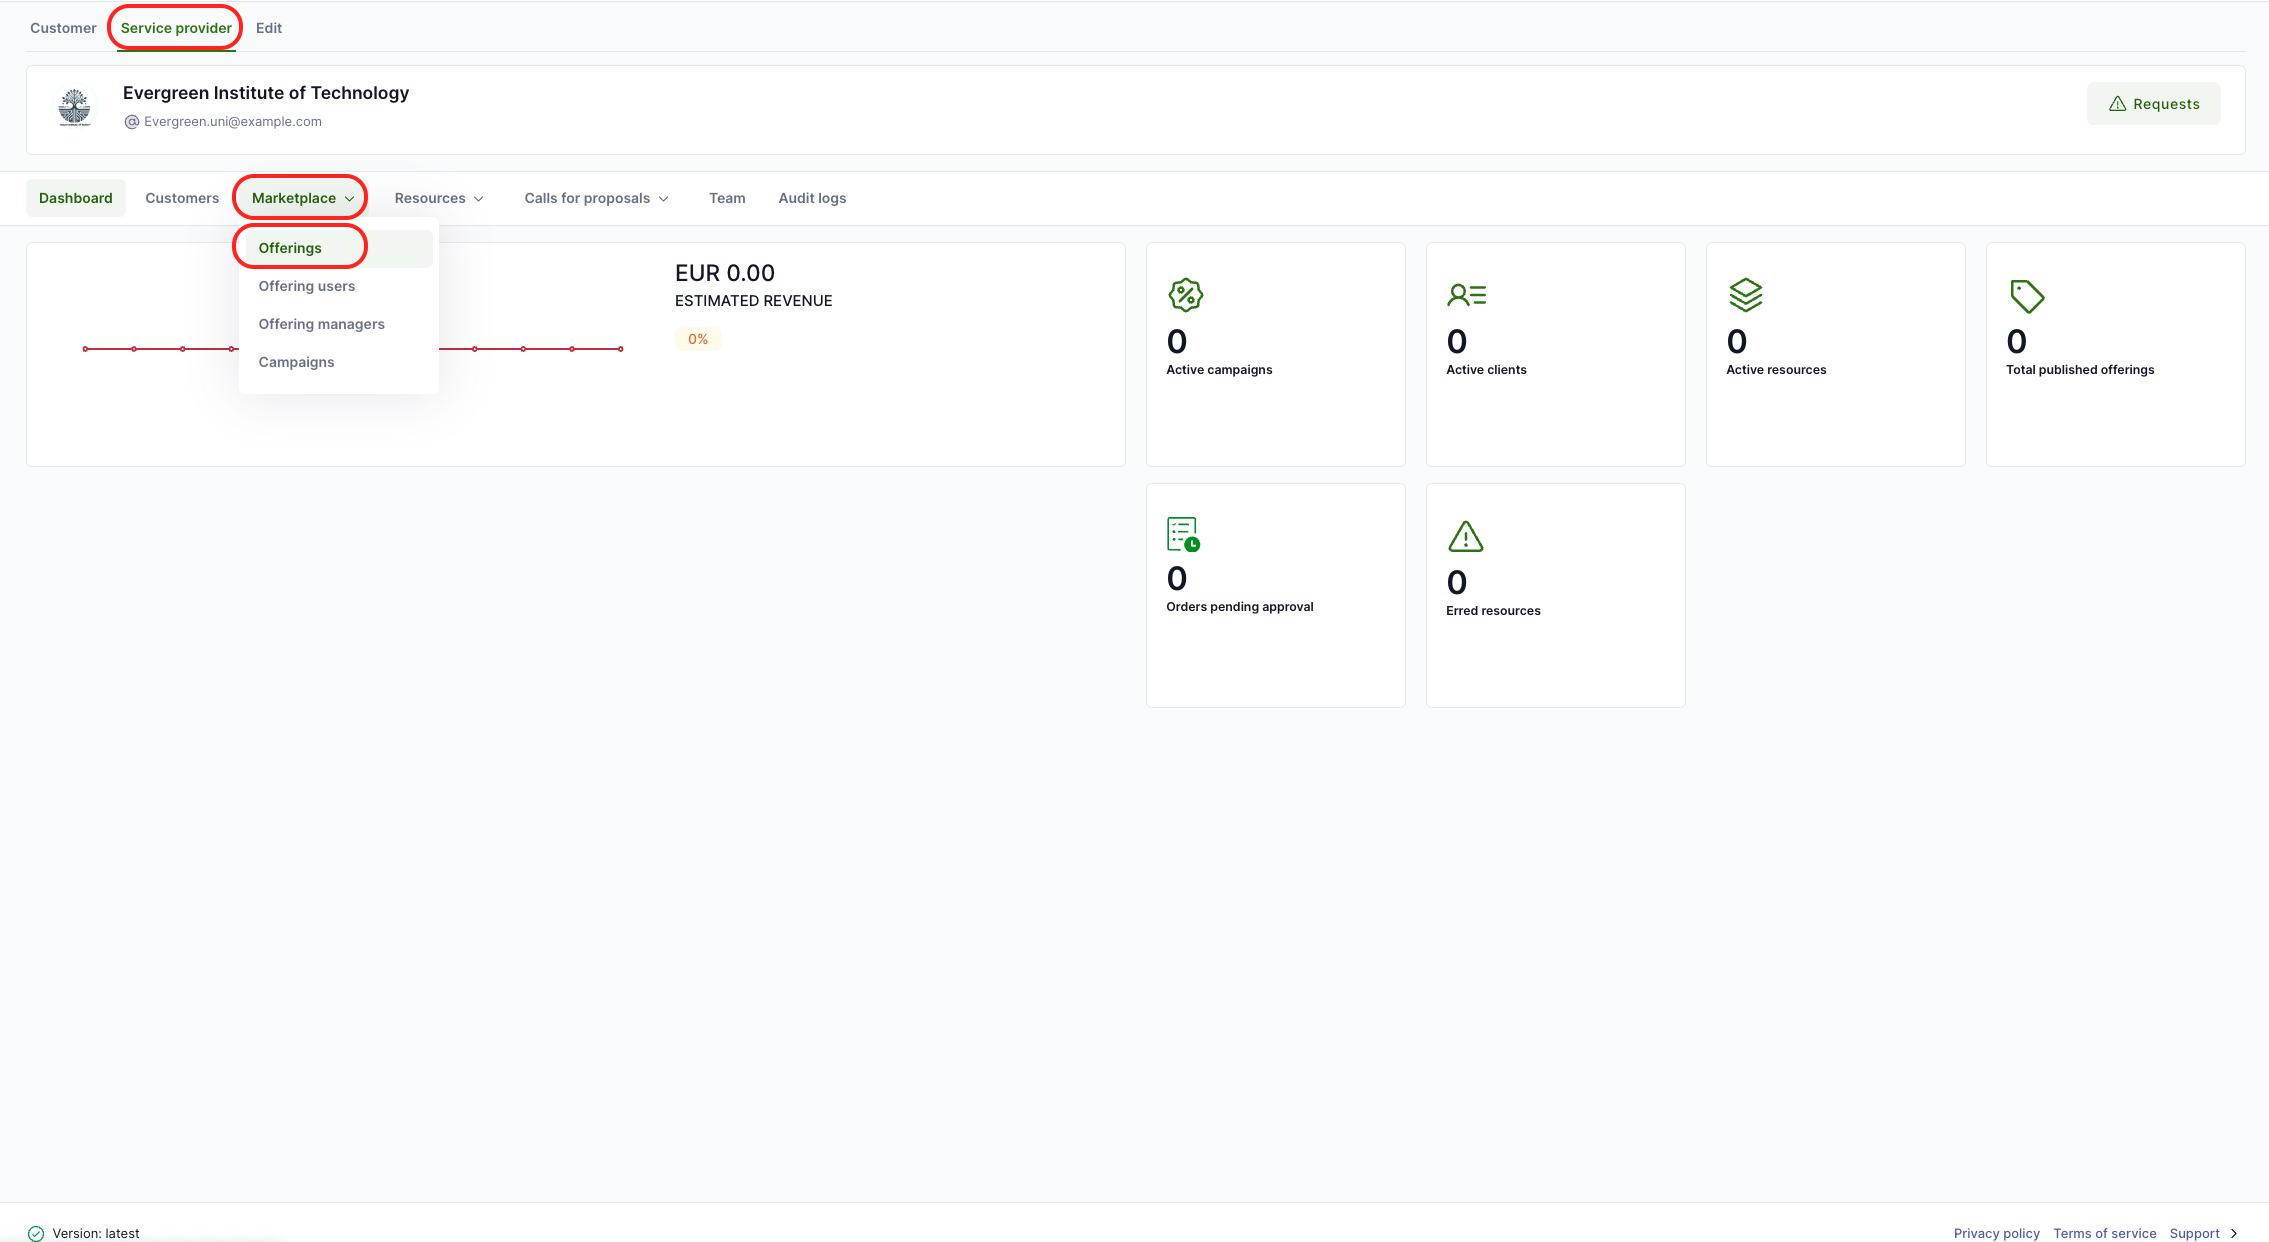 Customer Service provider Edit
Evergreen Institute of Technology
Evergreen.uni@example.com
Requests
Dashboard Customers Marketplace Resources Calls for proposals Team Audit logs
Offerings
Offering users
Offering managers
Campaigns
EUR 0.00
ESTIMATED REVENUE
0%
0
Active campaigns
0
Active clients
0
Active resources
0
Total published offerings
0
Orders pending approval
0
Erred resources
Version: latest
Privacy policy Terms of service Support